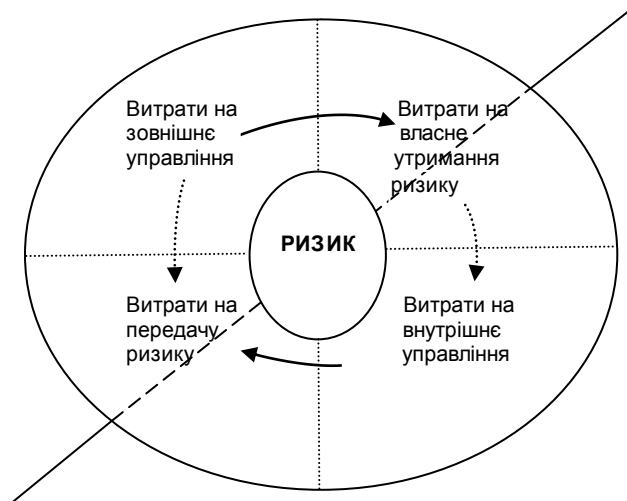 Витрати на
зовнішнє
управління
Витрати на
власне
утримання
ризику
РИЗИК
Витрати на
передачу
ризику
Витрати на
внутрішнє
управління